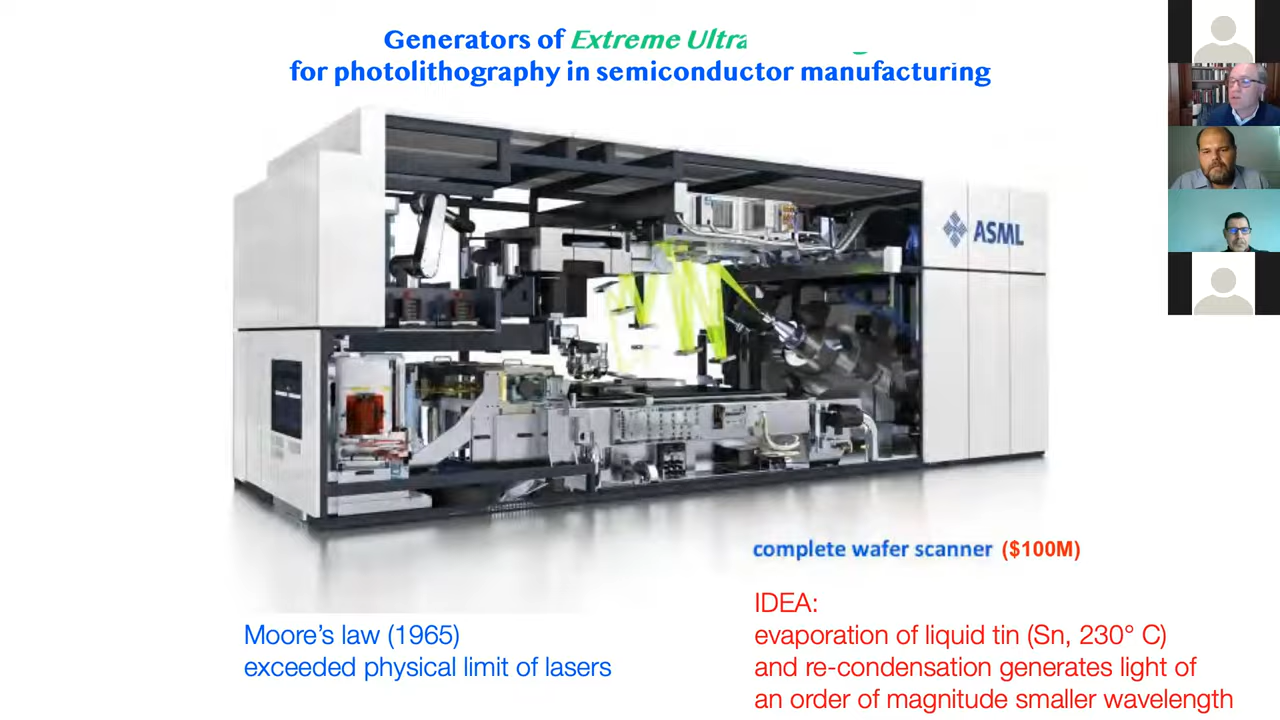 Generators of Extreme Ultra
for photolithography in semiconductor manufacturing
ASML
complete wafer scanner ($100M)
Moore's law (1965)
exceeded physical limit of lasers
IDEA:
evaporation of liquid tin (Sn, 230° C)
and re-condensation generates light of
an order of magnitude smaller wavelength